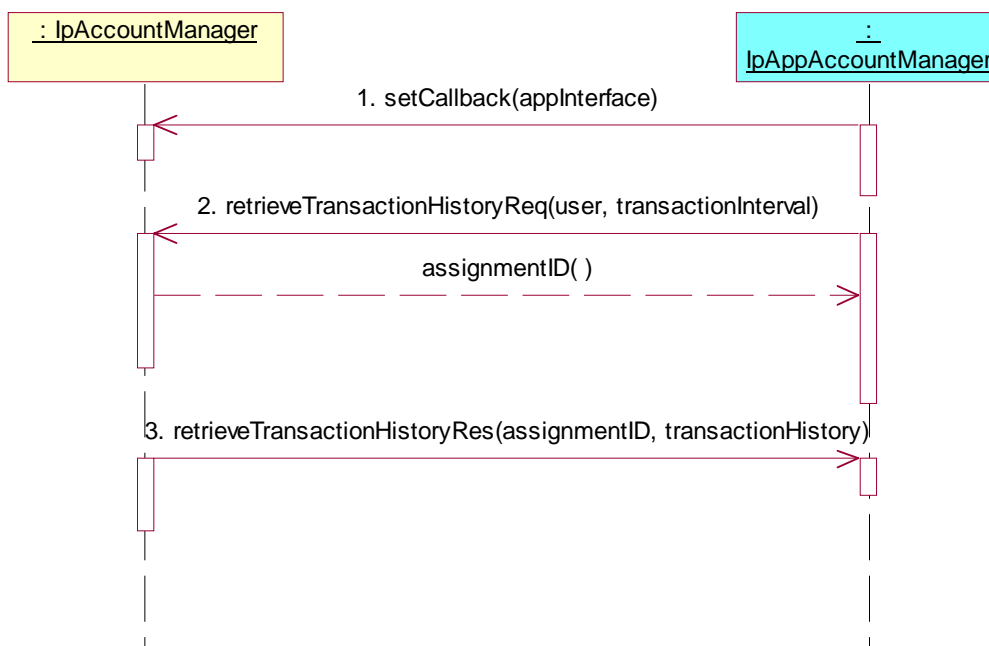 : IpAccountManager
:
IpAppAccountManager
1. setCallback(appInterface)
2. retrieveTransactionHistoryReq(user, transactionInterval)
assignmentID( )
3. retrieveTransactionHistoryRes(assignmentID, transactionHistory)